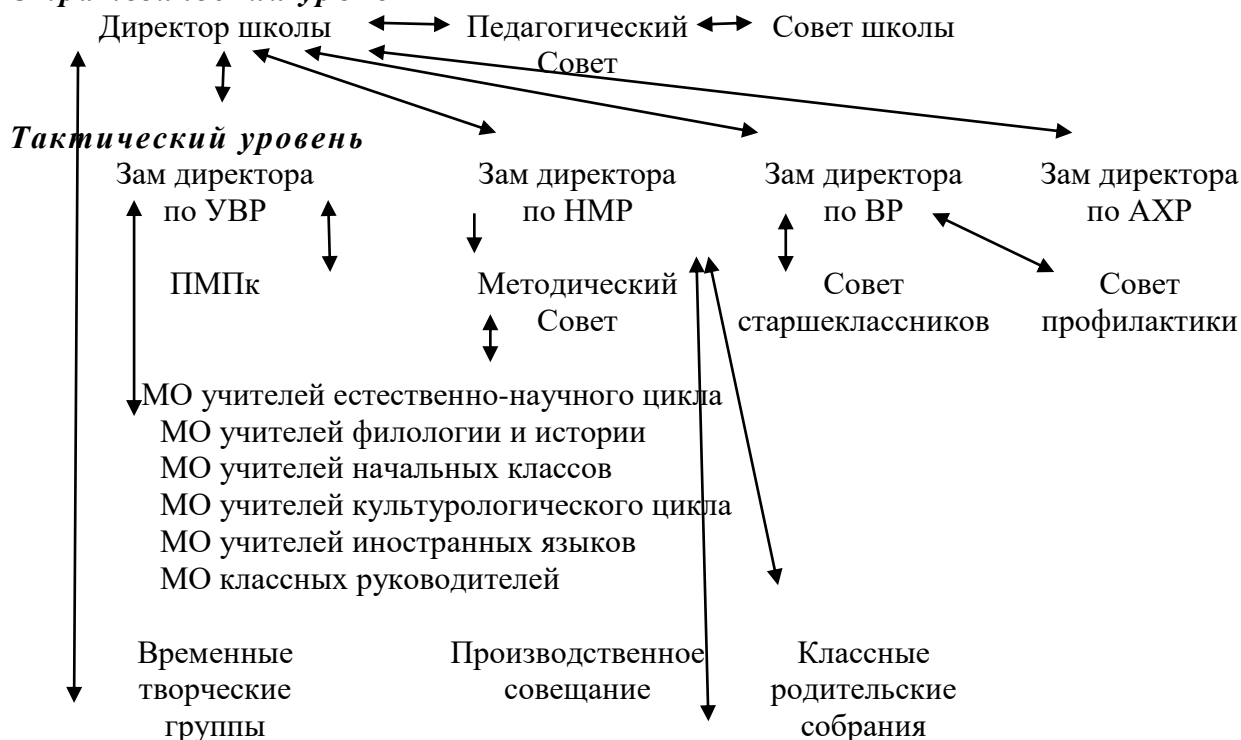 Директор школы Педагогический Совет школы
Совет
Тактический уровень
Зам директора Зам директора Зам директора Зам директора
по УВР по НМР по ВР по АХР
ПМПк Методический Совет Совет
Совет старшеклассников профилактики
МО учителей естественно-научного цикла
МО учителей филологии и истории
МО учителей начальных классов
МО учителей культурологического цикла
МО учителей иностранных языков
МО классных руководителей
Временные Производственное Классные
творческие совещание родительские
группы собрания